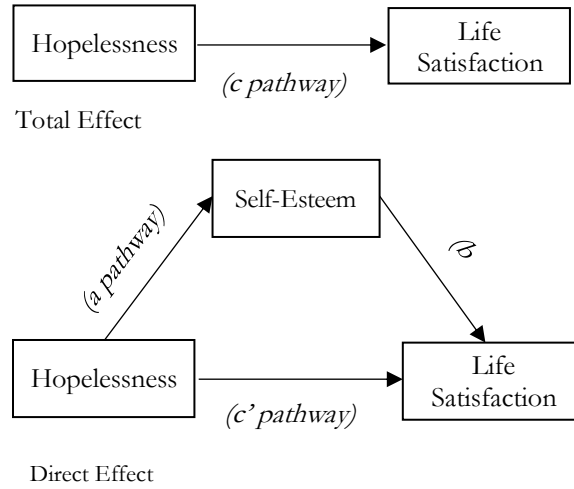 Hopelessness
Life
Satisfaction
(c pathway)
Total Effect
Self-Esteem
(a pathway)
(b
Hopelessness
Life
Satisfaction
(c’ pathway)
Direct Effect